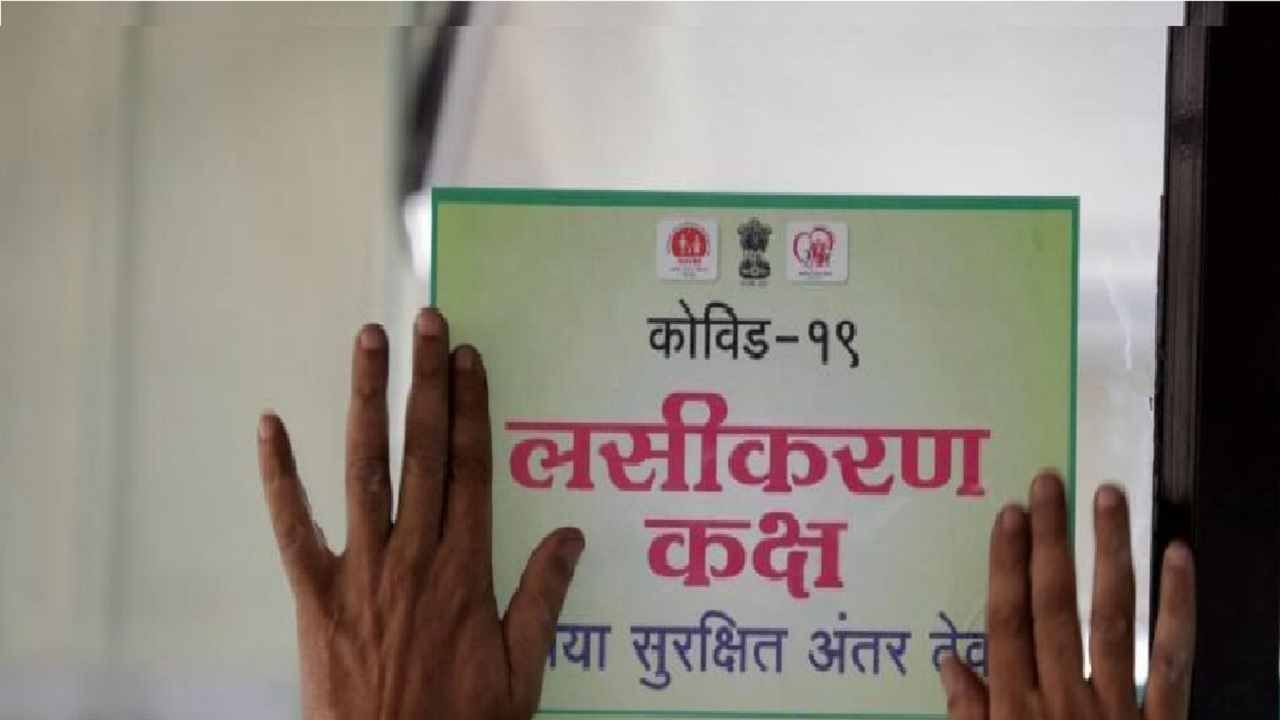 कोविड-१९
लसीकरण
कक्ष
सुरक्षित अंतर